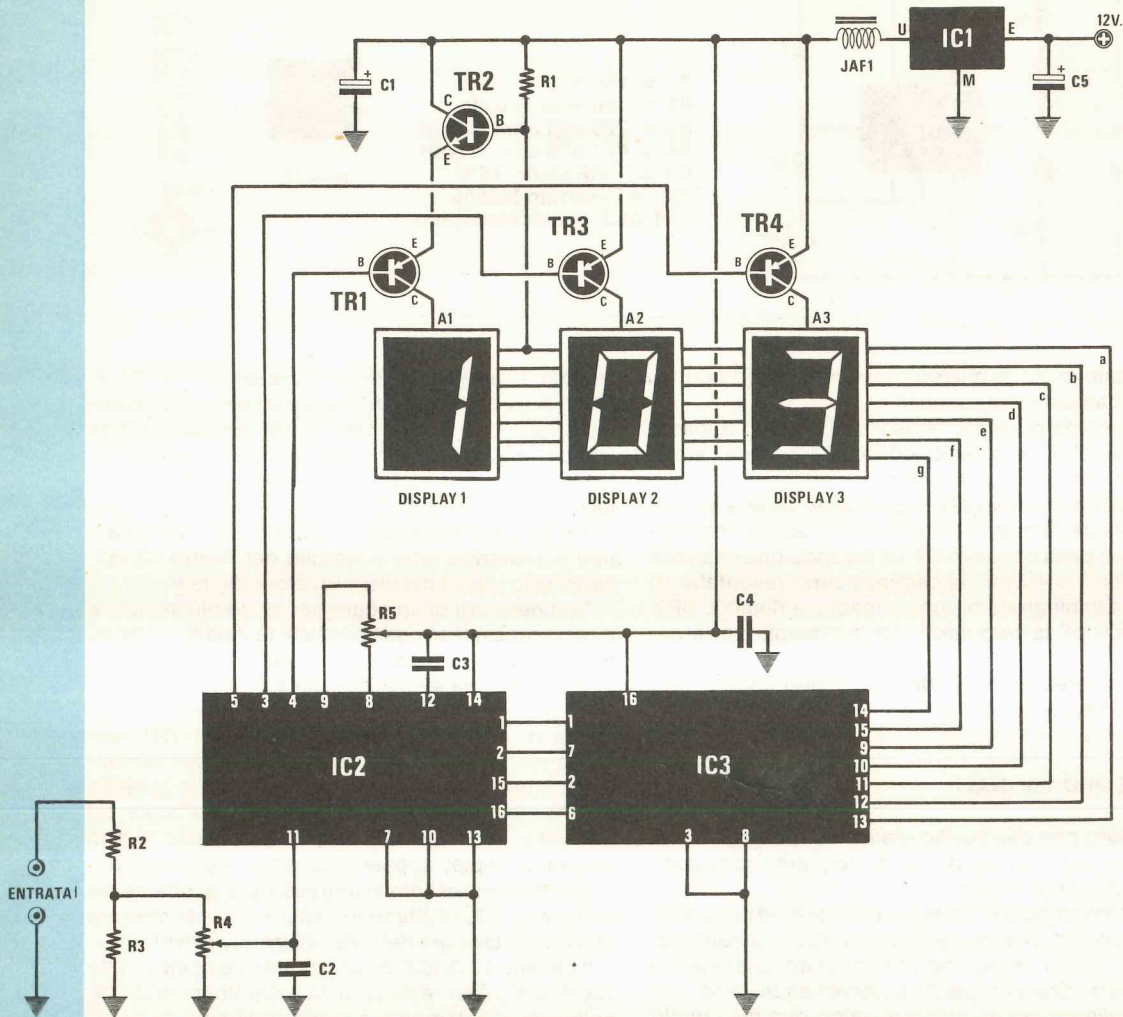 12V.
U IC1 E
JAF1
M
+ C5
+ C1
TR2
C
B
E
R1
TR1
B E C
TR3
B E C
TR4
B E C
A1 A2 A3
1 0 3
a
b
c
d
e
f
g
DISPLAY 1 DISPLAY 2 DISPLAY 3
R5
C3
C4
5 3 4 9 8 12 14
IC2
1
2
15
16
11 7 10 13
16
1
7
2
6
IC3
14
15
9
10
11
12
13
3 8
ENTRATA
R2
R3
R4
C2